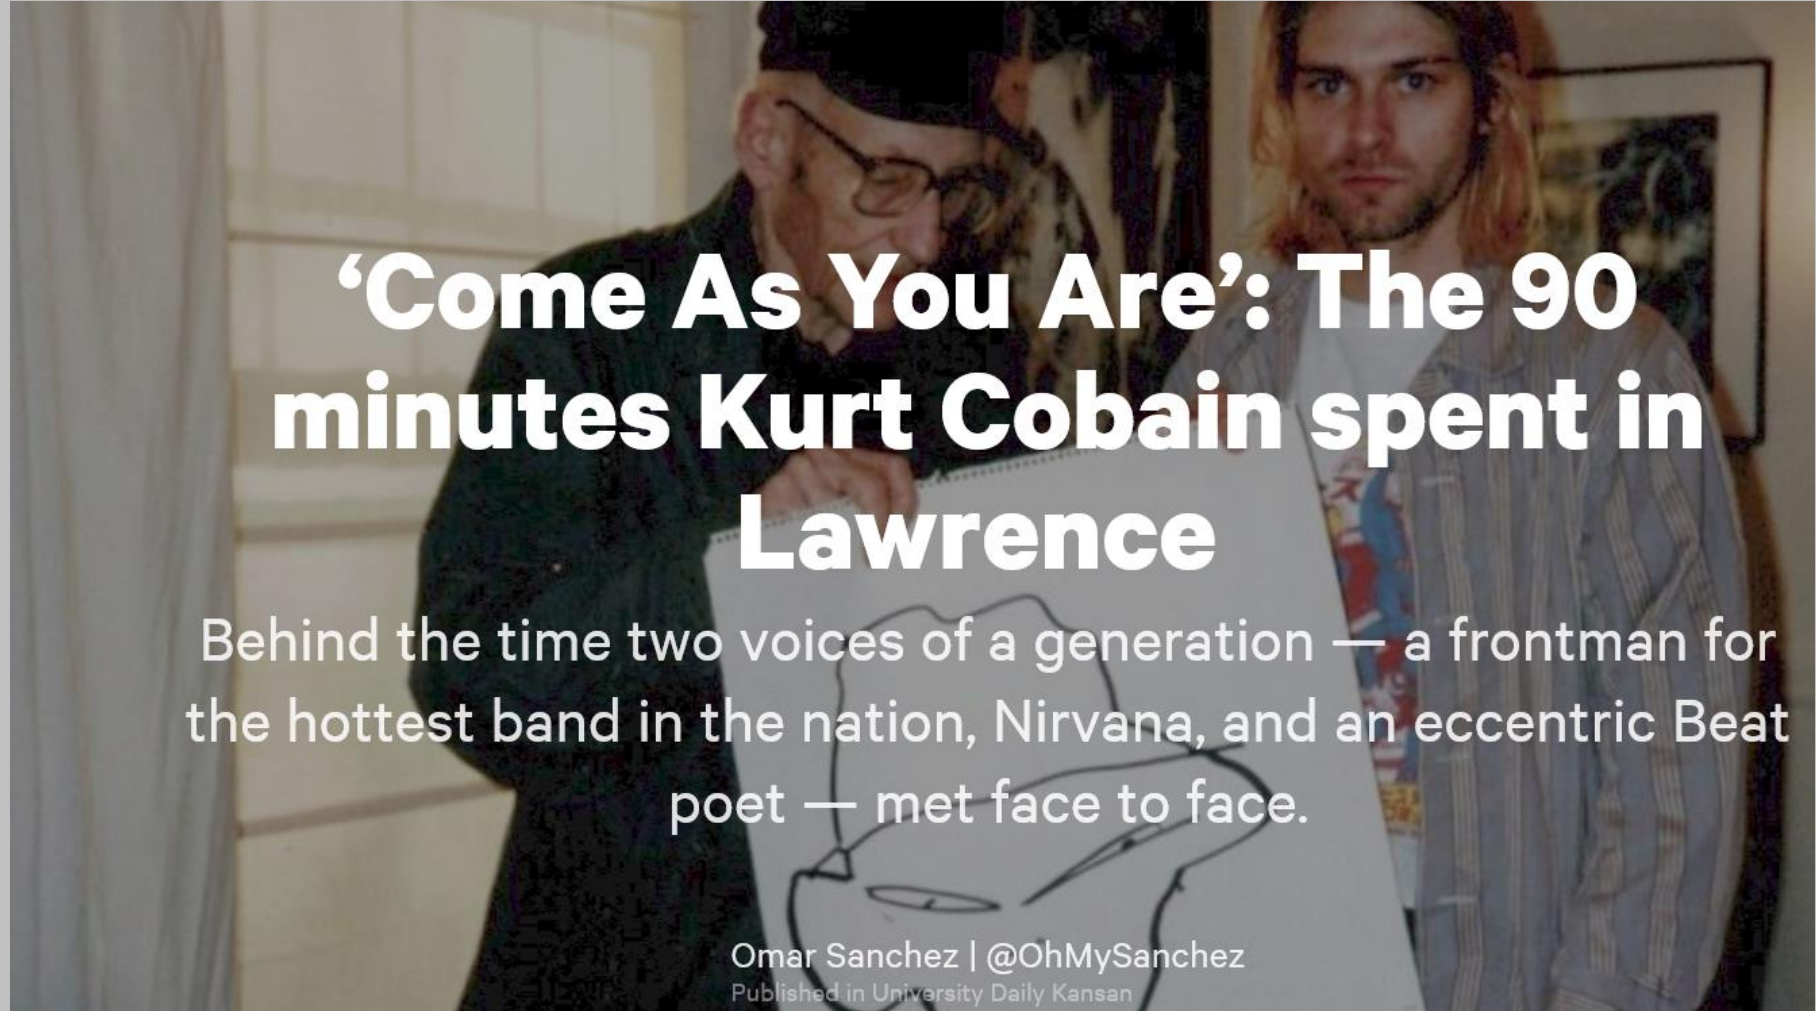 ‘Come As You Are’: The 90
minutes Kurt Cobain spent in
Lawrence
Behind the time two voices of a generation — a frontman for
the hottest band in the nation, Nirvana, and an eccentric Beat
poet — met face to face.
Omar Sanchez | @OhMySanchez
Published in University Daily Kansan